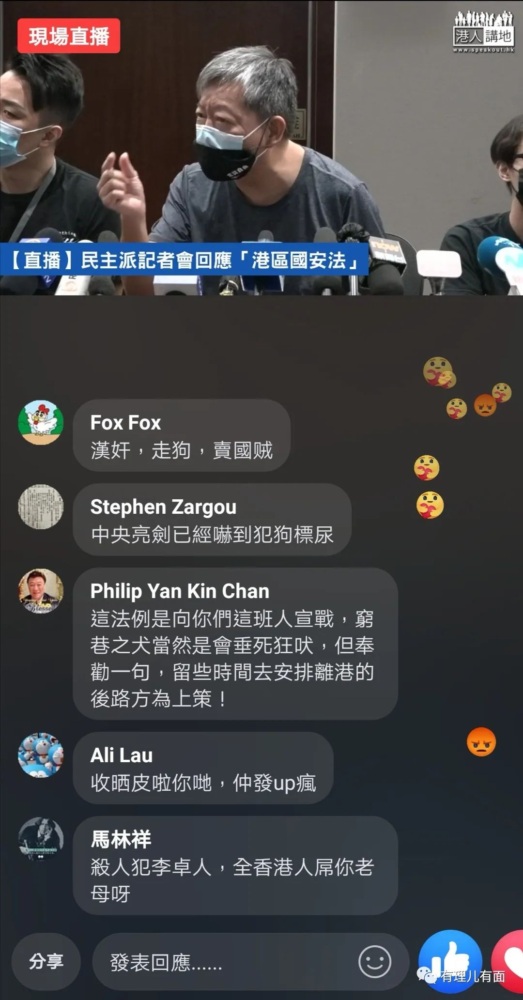 現場直播
港人講地
www.speakout.hk
now
【直播】民主派記者會回應「港區國安法」
Fox Fox
漢奸，走狗，賣國贼
Stephen Zargou
中央亮劍已經嚇到犯狗標尿
Philip Yan Kin Chan
這法例是向你們這班人宣戰，窮
巷之犬當然是會垂死狂吠，但奉
勸一句，留些時間去安排離港的
後路方為上策！
Ali Lau
收晒皮啦你哋，仲發up瘋
馬林祥
殺人犯李卓人，全香港人屌你老
母呀
分享
發表回應......
有理儿有面